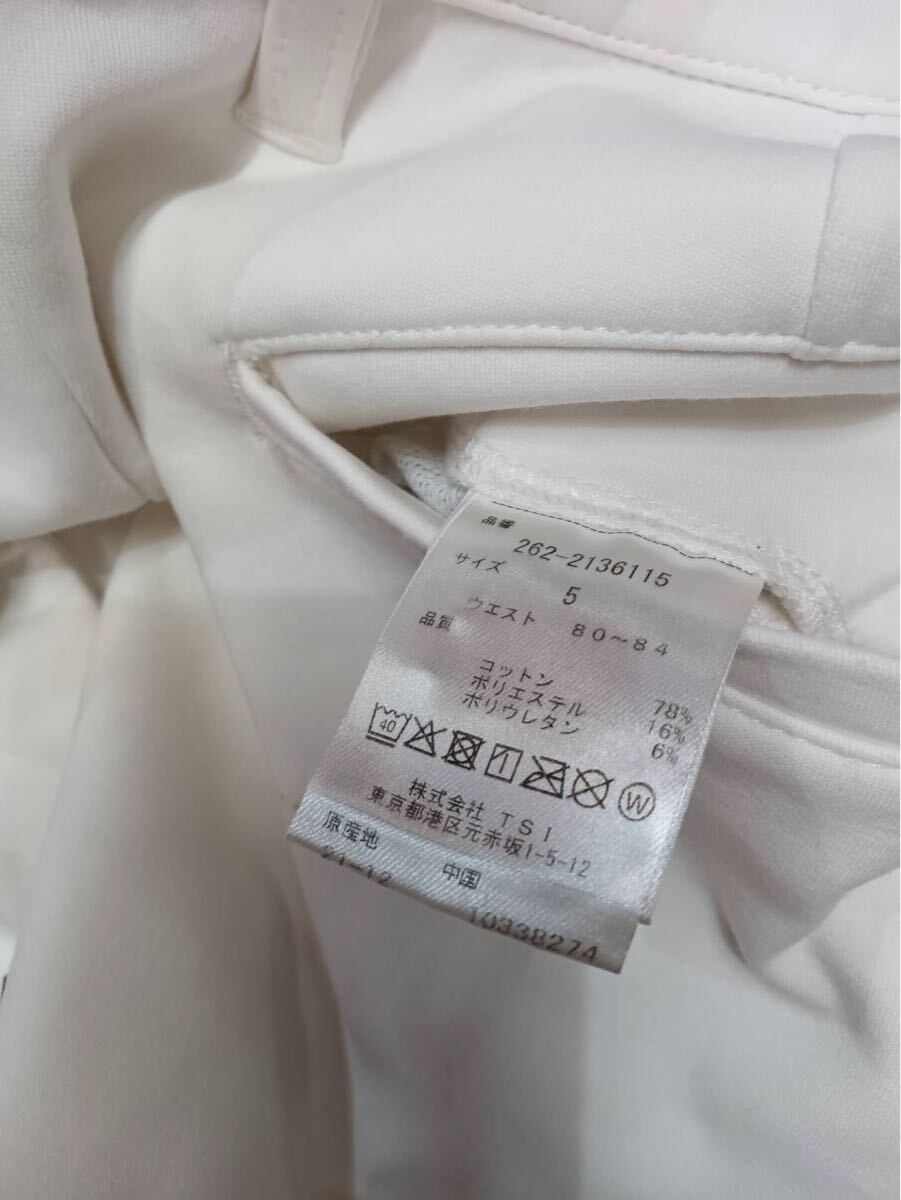 品番
262-2136115
サイズ
5
ウエスト 80~84
品質
コットン 78%
ポリエステル 16%
ポリウレタン 6%
40
W
株式会社 TSI
東京都港区元赤坂1-5-12
原産地 中国
21-12
10338274